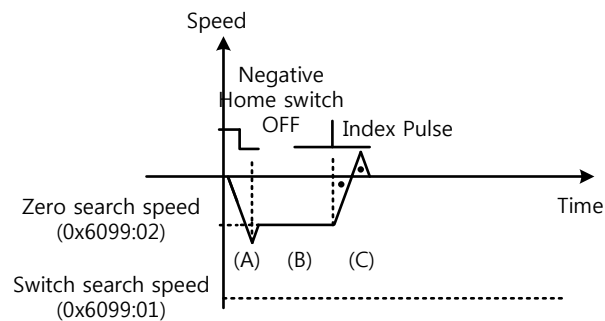 Speed
Negative
Home switch
OFF
Index Pulse
Time
Zero search speed
(0x6099:02)
(A)
(B)
(C)
Switch search speed
(0x6099:01)